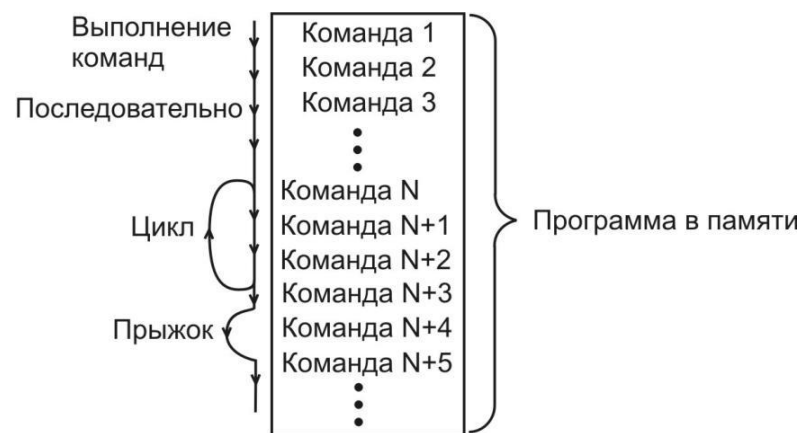 Выполнение
команд
Последовательно
Цикл
Прыжок
Команда 1
Команда 2
Команда 3
Команда N
Команда N+1
Команда N+2
Команда N+3
Команда N+4
Команда N+5
Программа в памяти